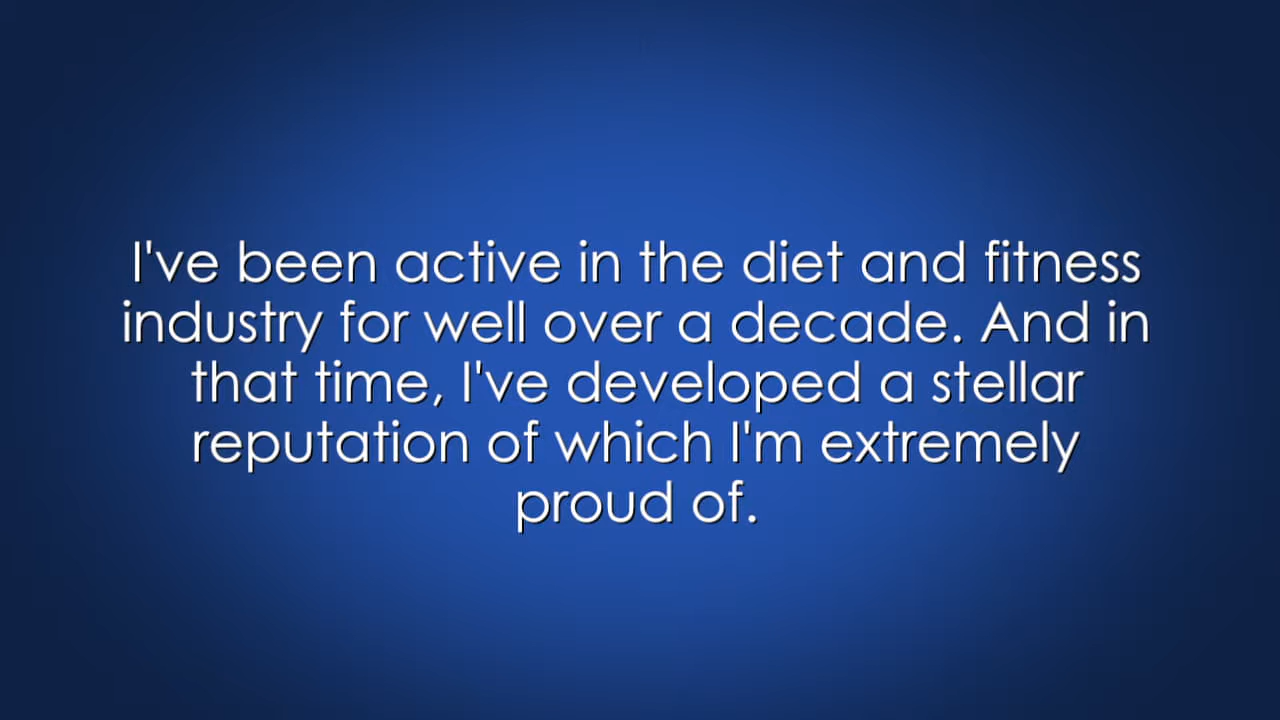 I've been active in the diet and fitness
industry for well over a decade. And in
that time, I've developed a stellar
reputation of which I'm extremely
proud of.